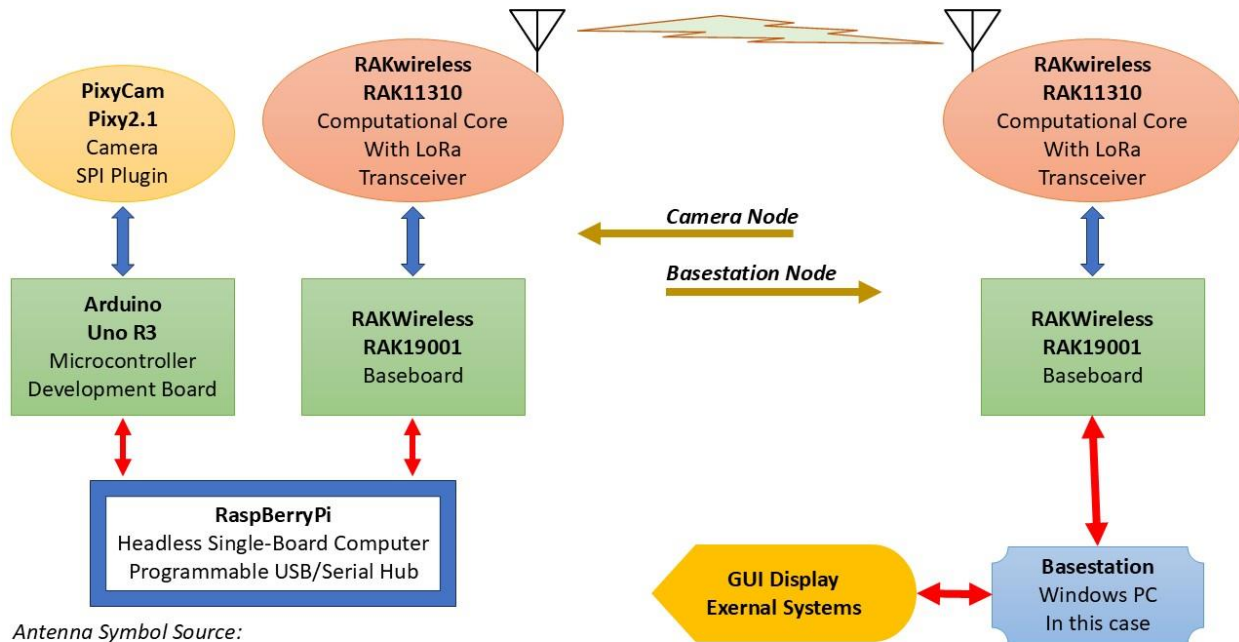 PixyCam
Pixy2.1
Camera
SPI Plugin
RAKwireless
RAK11310
Computational Core
With LoRa
Transceiver
RAKwireless
RAK11310
Computational Core
With LoRa
Transceiver
Camera Node
Basestation Node
Arduino
Uno R3
Microcontroller
Development Board
RAKWireless
RAK19001
Baseboard
RAKWireless
RAK19001
Baseboard
RaspBerryPi
Headless Single-Board Computer
Programmable USB/Serial Hub
GUI Display
Exernal Systems
Basestation
Windows PC
In this case
Antenna Symbol Source: